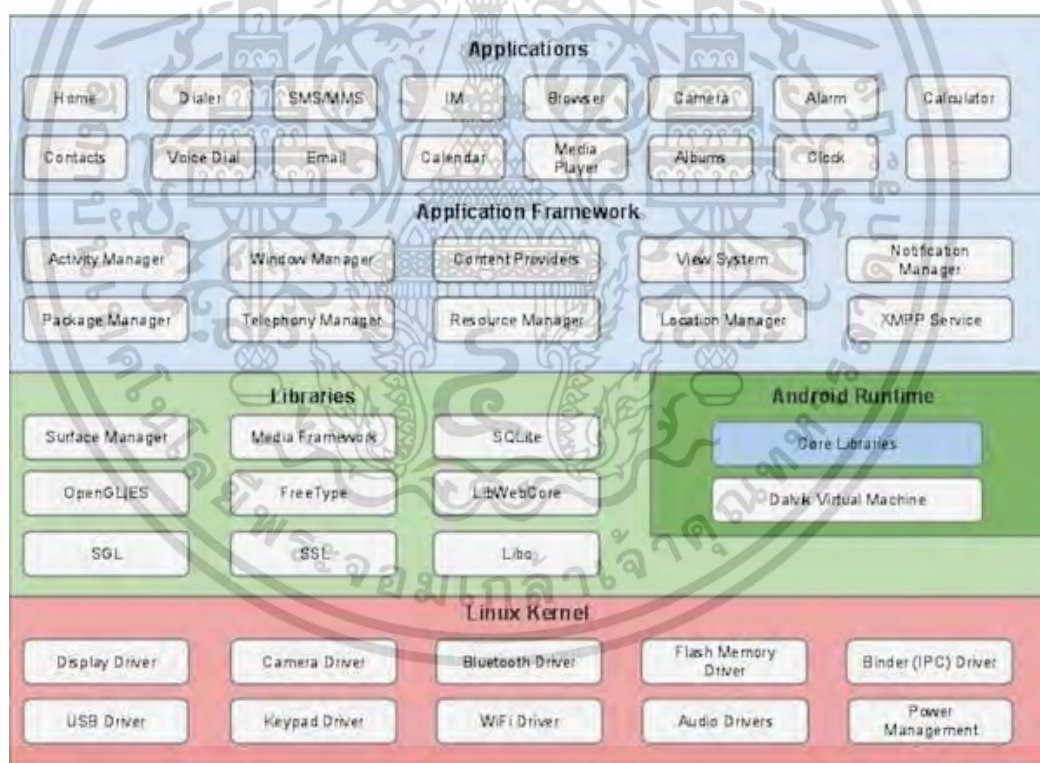 Applications
Home Dialer SMS/MMS IM Browser Camera Alarm Calculator
Contacts Voice Dial Email Calendar Media Player Albums Clock ...
Application Framework
Activity Manager Window Manager Content Providers View System Notification Manager
Package Manager Telephony Manager Resource Manager Location Manager XMPP Service
Libraries
Android Runtime
Surface Manager Media Framework SQLite
Core Libraries
OpenGL|ES FreeType LibWebCore
Dalvik Virtual Machine
SGL SSL Libc
Linux Kernel
Display Driver Camera Driver Bluetooth Driver Flash Memory Driver Binder (IPC) Driver
USB Driver Keypad Driver WiFi Driver Audio Drivers Power Management